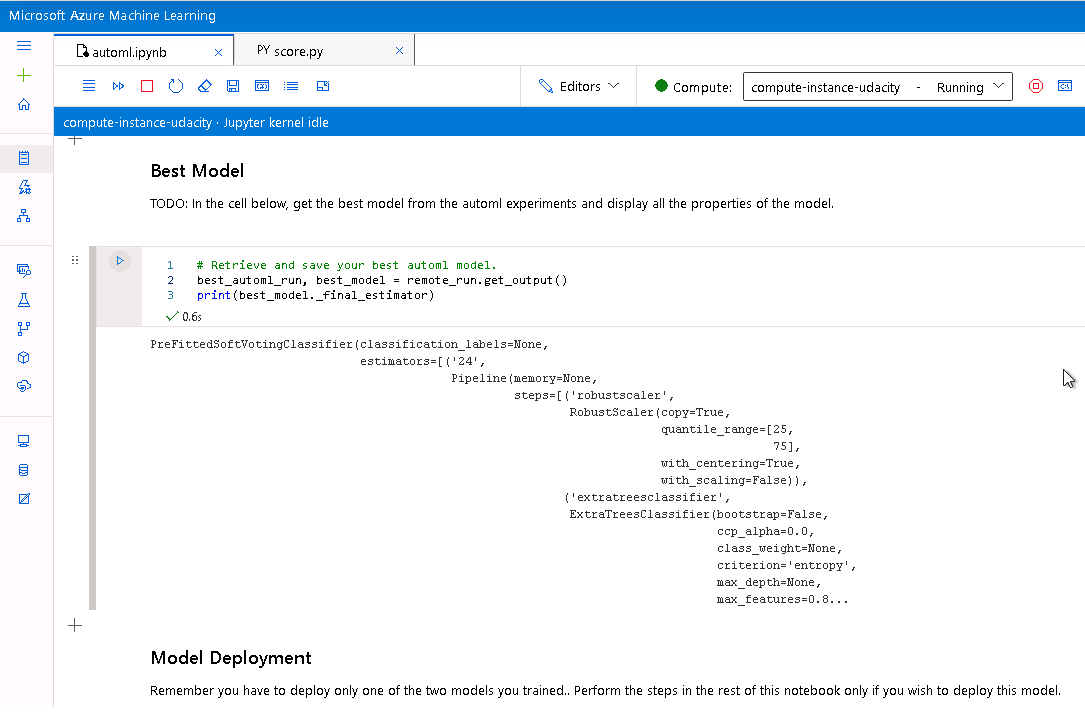 Microsoft Azure Machine Learning
automl.ipynb
score.py
Editors
Compute:
compute-instance-udacity - Running
compute-instance-udacity · Jupyter kernel idle
Best Model
TODO: In the cell below, get the best model from the automl experiments and display all the properties of the model.
1 # Retrieve and save your best automl model.
2 best_automl_run, best_model = remote_run.get_output()
3 print(best_model._final_estimator)
0.6s
PreFittedSoftVotingClassifier(classification_labels=None,
estimators=[('24',
Pipeline(memory=None,
steps=[('robustscaler',
RobustScaler(copy=True,
quantile_range=[25,
75],
with_centering=True,
with_scaling=False)),
('extratreesclassifier',
ExtraTreesClassifier(bootstrap=False,
ccp_alpha=0.0,
class_weight=None,
criterion='entropy',
max_depth=None,
max_features=0.8...
Model Deployment
Remember you have to deploy only one of the two models you trained.. Perform the steps in the rest of this notebook only if you wish to deploy this model.